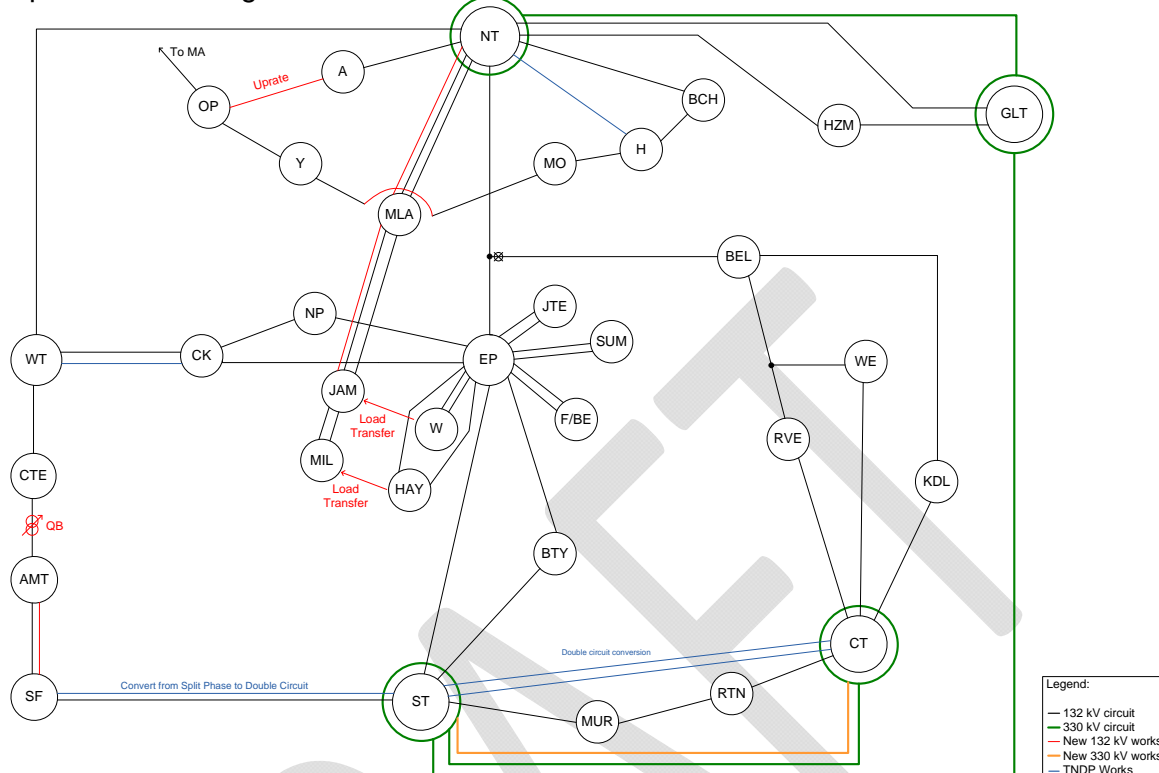 NT
To MA
A
Uprate
OP
BCH
GLT
HZM
H
Y
MO
MLA
BEL
NP
JTE
SUM
WT
CK
EP
WE
JAM
Load
Transfer
W
F/BE
RVE
MIL
CTE
Load
Transfer
HAY
KDL
QB
BTY
AMT
CT
Double circuit conversion
Convert from Split Phase to Double Circuit
SF
ST
RTN
MUR
Legend:
132 kV circuit
330 kV circuit
New 132 kV works
New 330 kV works
TNDP Works